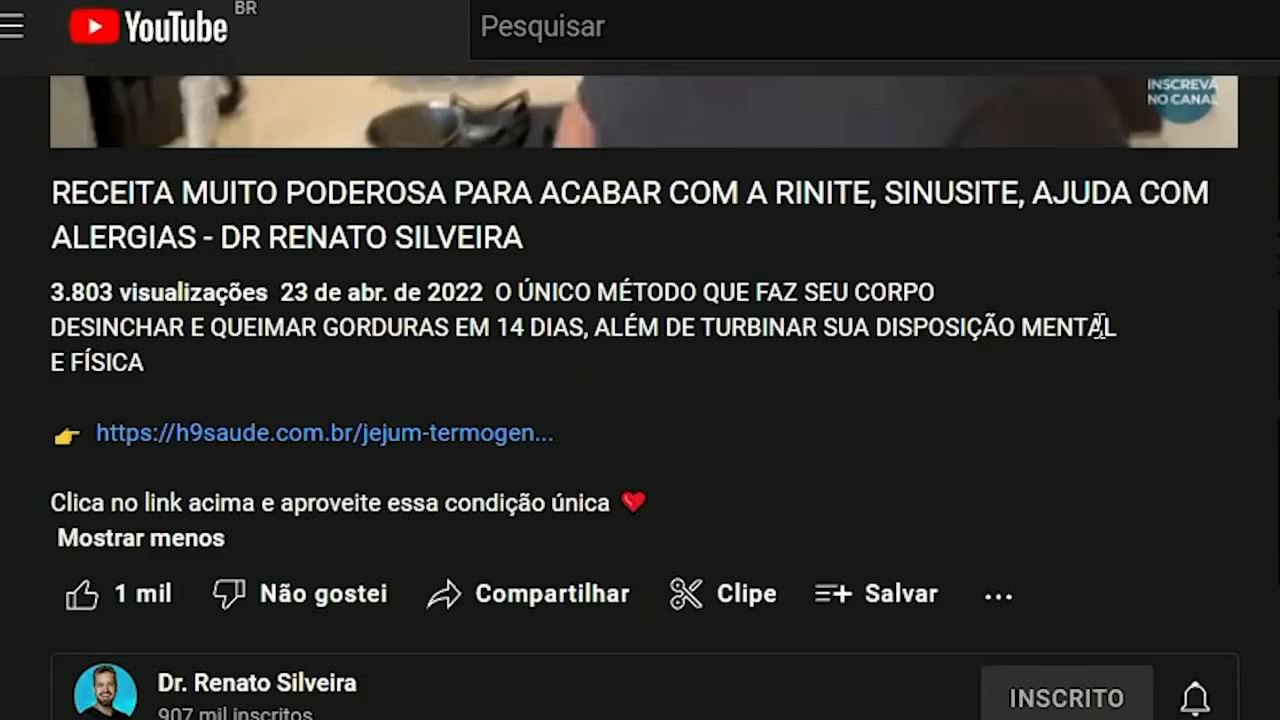 YouTube BR
Pesquisar
INSCREVA
NO CANAL
RECEITA MUITO PODEROSA PARA ACABAR COM A RINITE, SINUSITE, AJUDA COM
ALERGIAS - DR RENATO SILVEIRA
3.803 visualizações 23 de abr. de 2022 O ÚNICO MÉTODO QUE FAZ SEU CORPO
DESINCHAR E QUEIMAR GORDURAS EM 14 DIAS, ALÉM DE TURBINAR SUA DISPOSIÇÃO MENTAL
E FÍSICA
👉 https://h9saude.com.br/jejum-termogen...
Clica no link acima e aproveite essa condição única ❤️
Mostrar menos
1 mil Não gostei Compartilhar Clipe Salvar ...
Dr. Renato Silveira
907 mil inscritos
INSCRITO